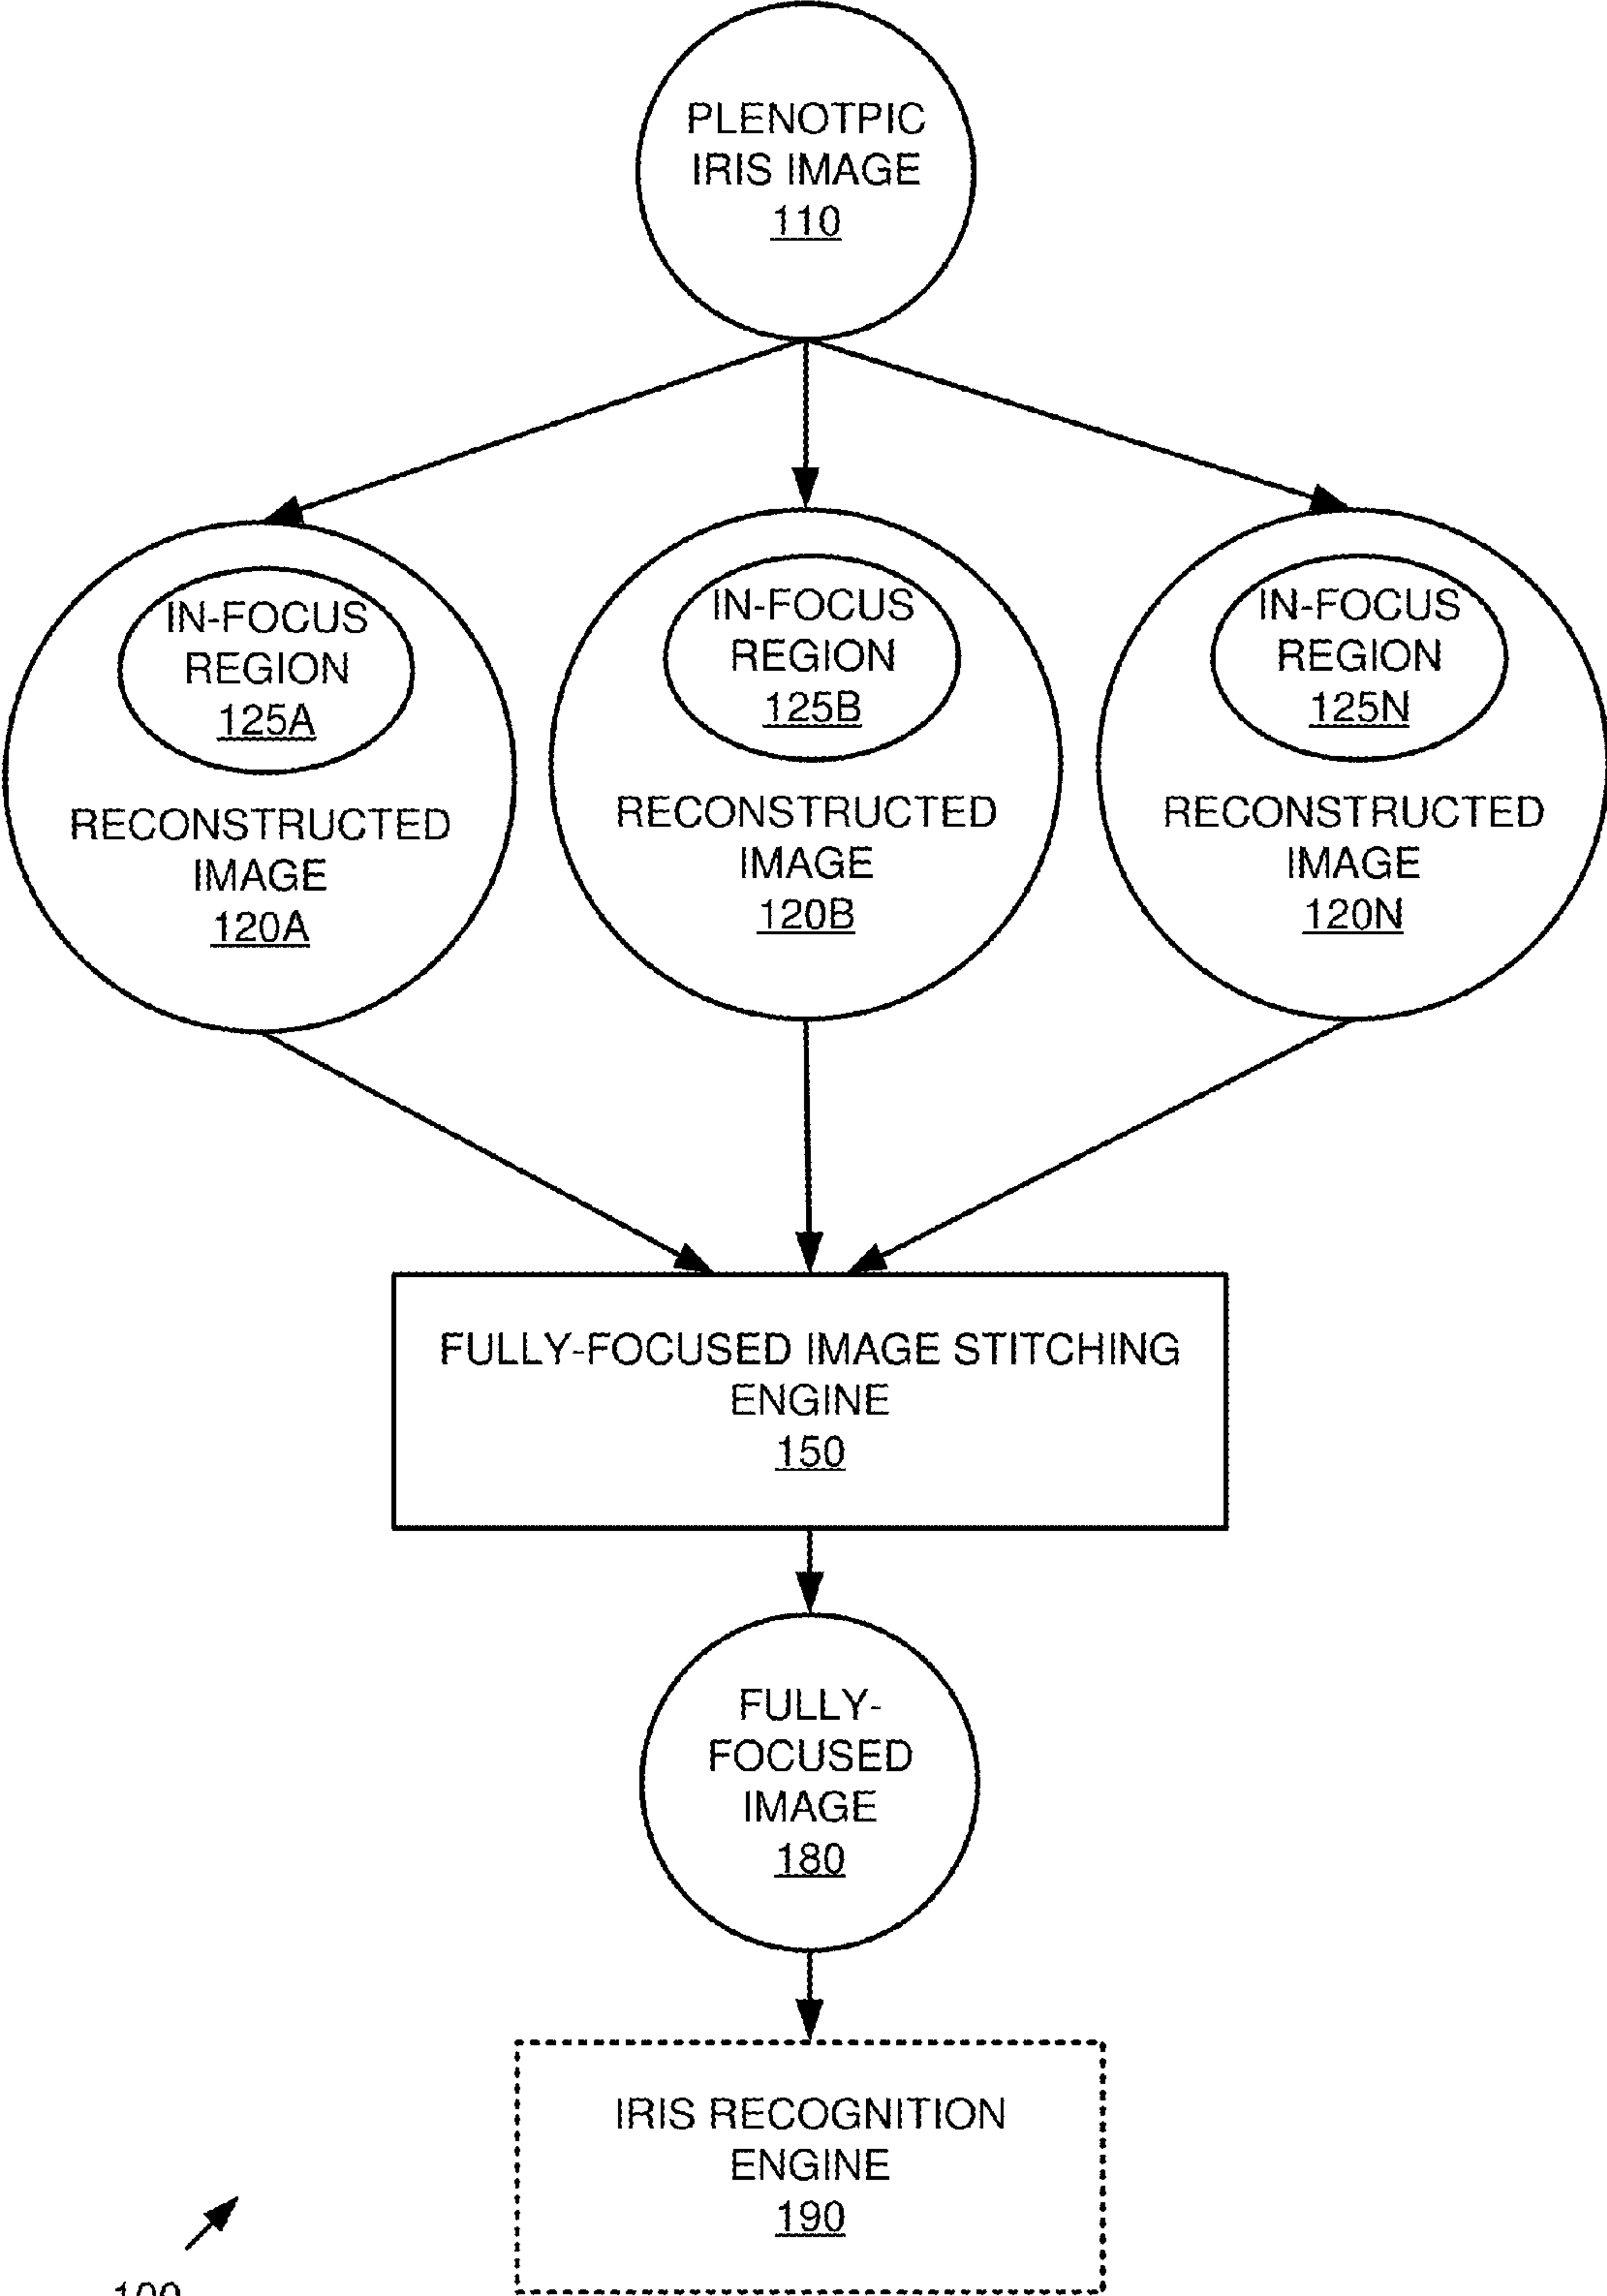 PLENOTPIC
IRIS IMAGE
110
IN-FOCUS
REGION
125A
RECONSTRUCTED
IMAGE
120A
IN-FOCUS
REGION
125B
RECONSTRUCTED
IMAGE
120B
IN-FOCUS
REGION
125N
RECONSTRUCTED
IMAGE
120N
FULLY-FOCUSED IMAGE STITCHING
ENGINE
150
FULLY-
FOCUSED
IMAGE
180
IRIS RECOGNITION
ENGINE
190